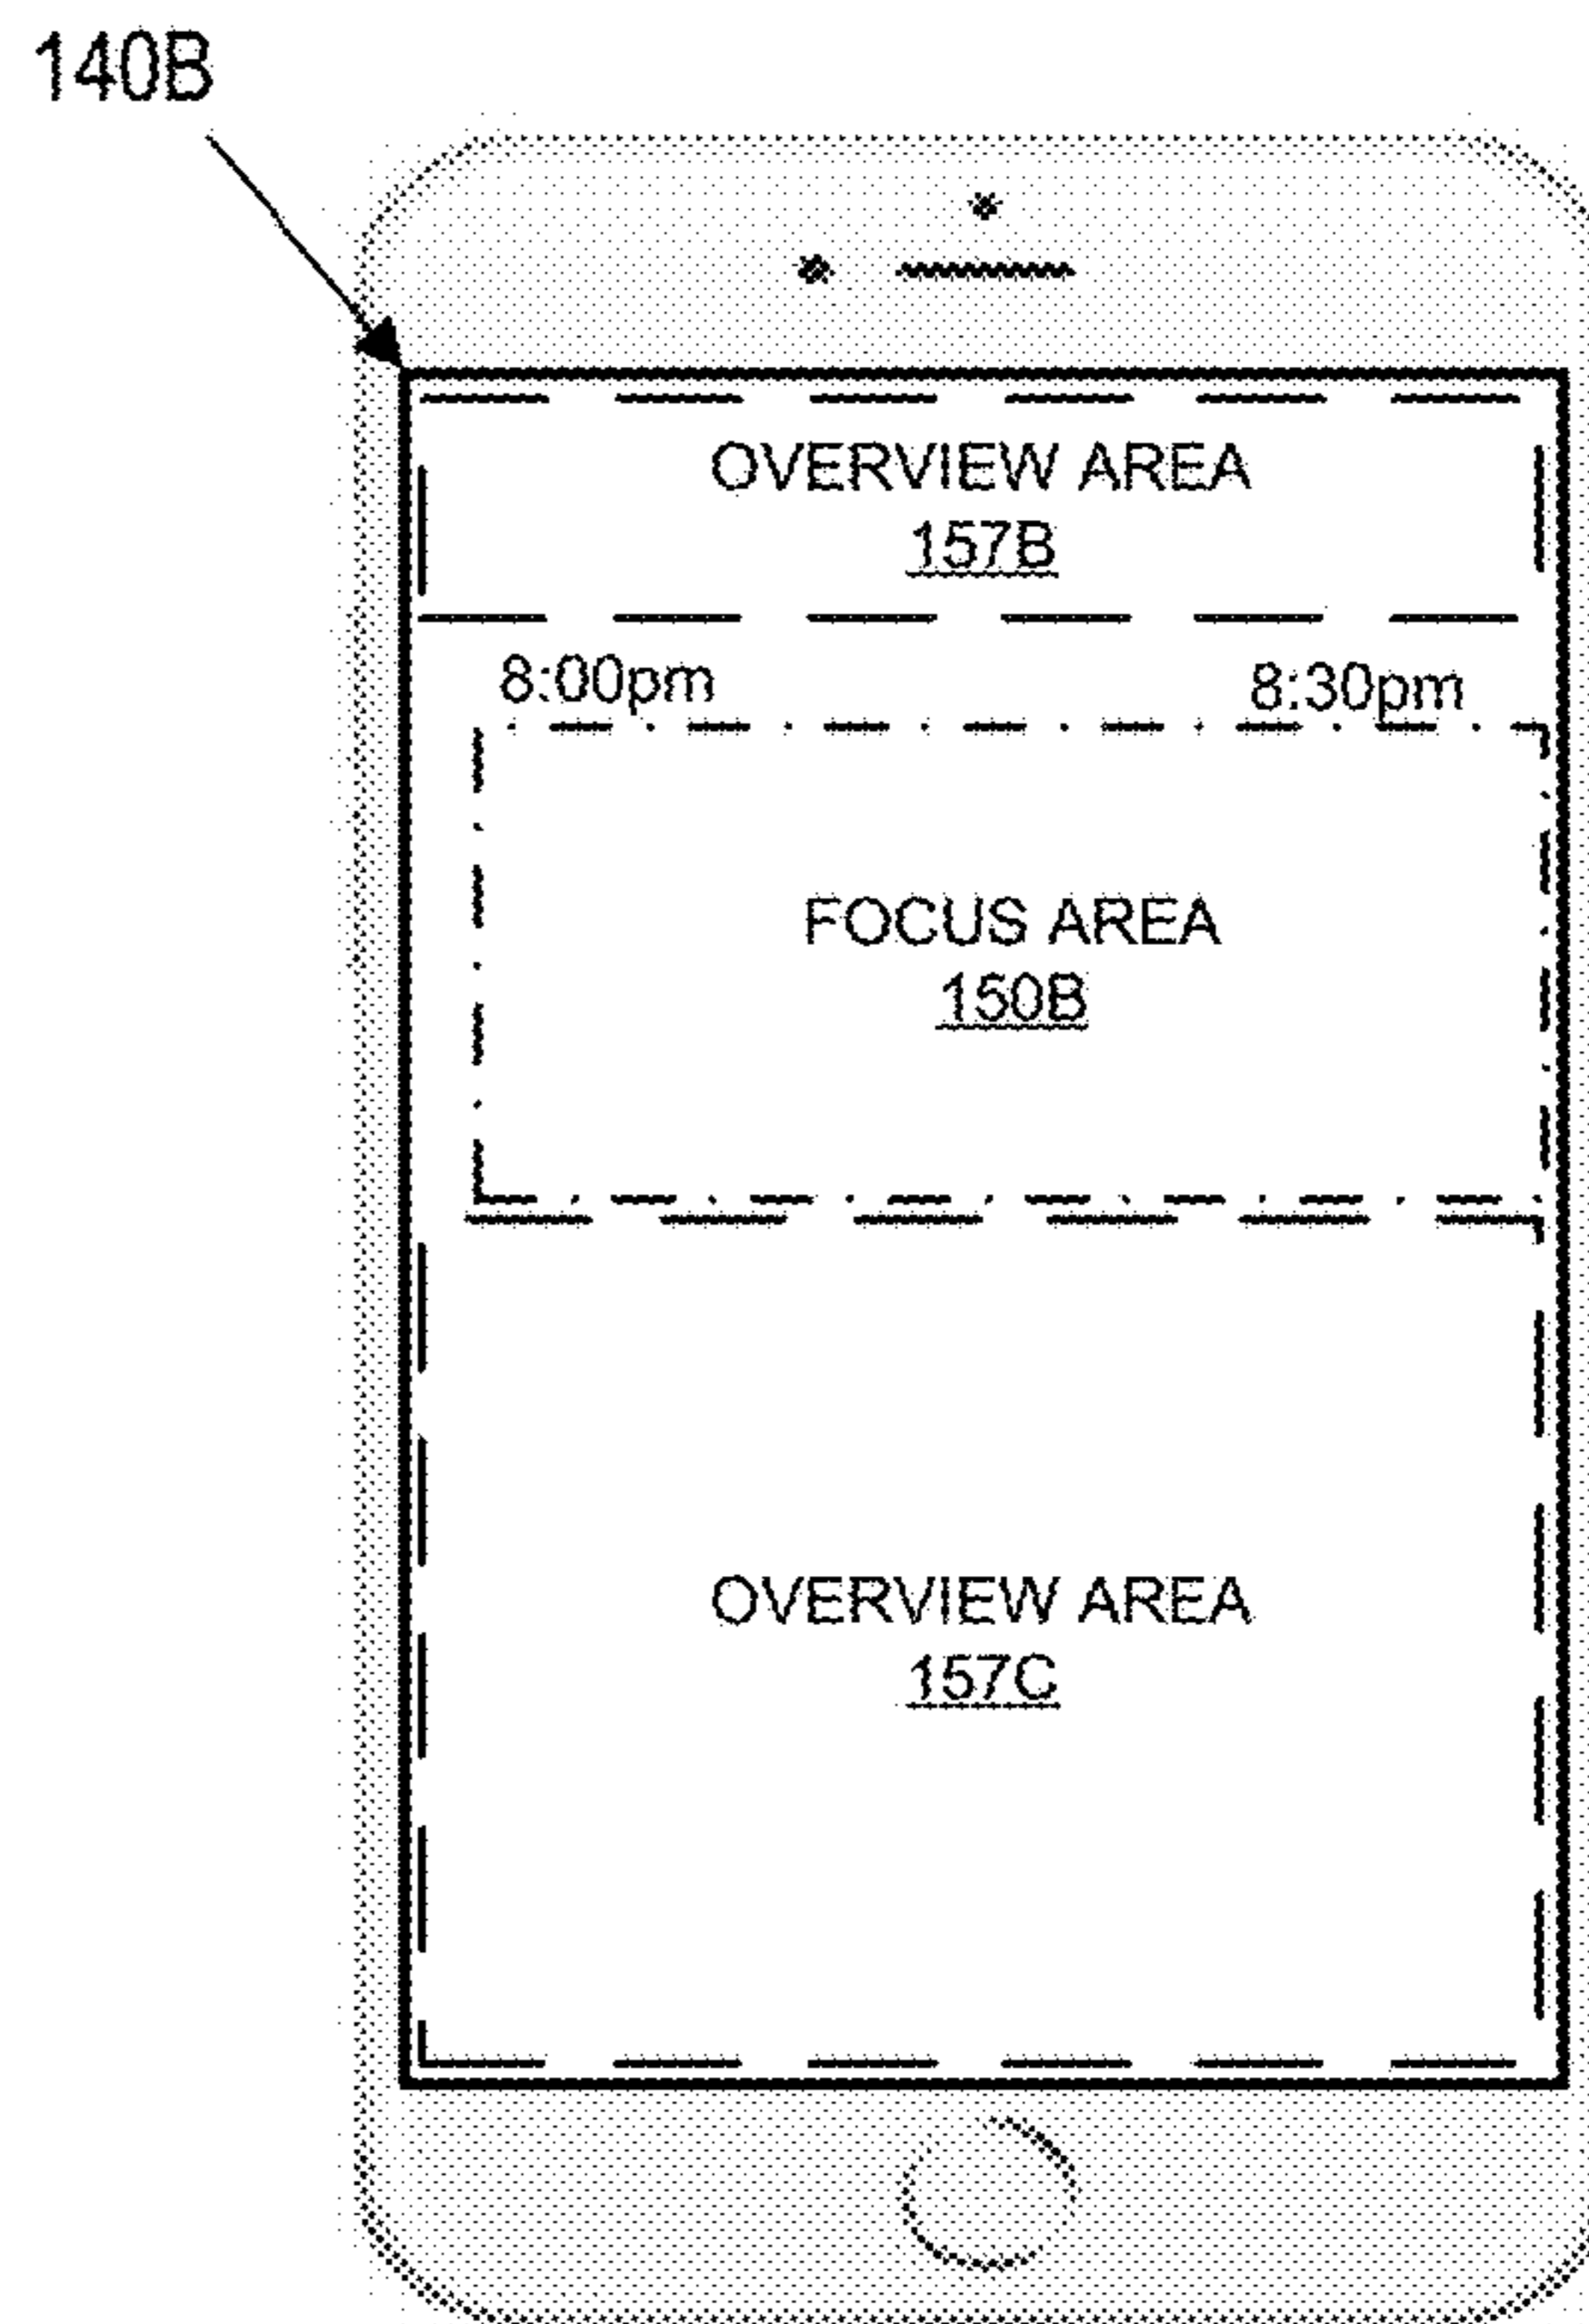 140B
OVERVIEW AREA
157B
8:00pm 8:30pm
FOCUS AREA
150B
OVERVIEW AREA
157C